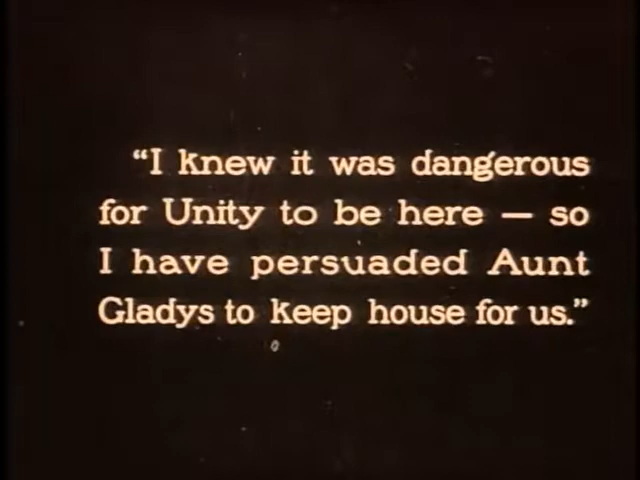 “I knew it was dangerous
for Unity to be here — so
I have persuaded Aunt
Gladys to keep house for us.”